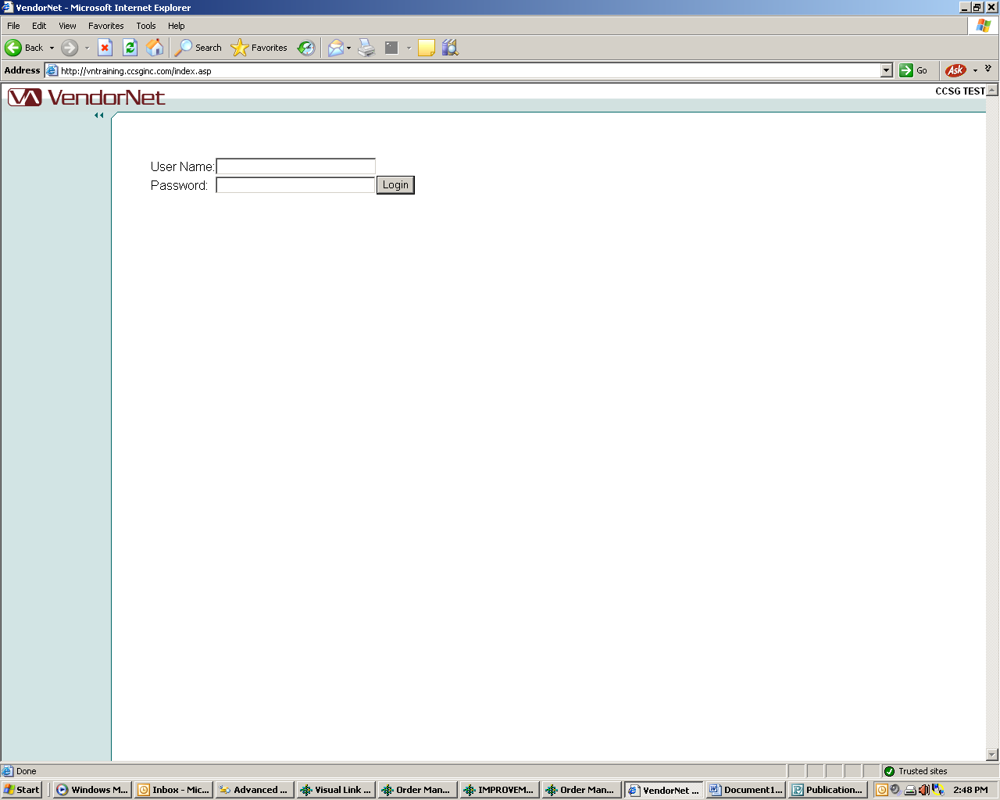 VendorNet - Microsoft Internet Explorer
File Edit View Favorites Tools Help
Back Search Favorites
Address http://vntraining.ccsginc.com/index.asp Go Ask
VA VendorNet CCSG TEST
User Name:
Password: Login
Done Trusted sites
Start Windows M... Inbox - Mic... Advanced ... Visual Link ... Order Man... IMPROVEM... Order Man... VendorNet ... Document1... Publication... 2:48 PM